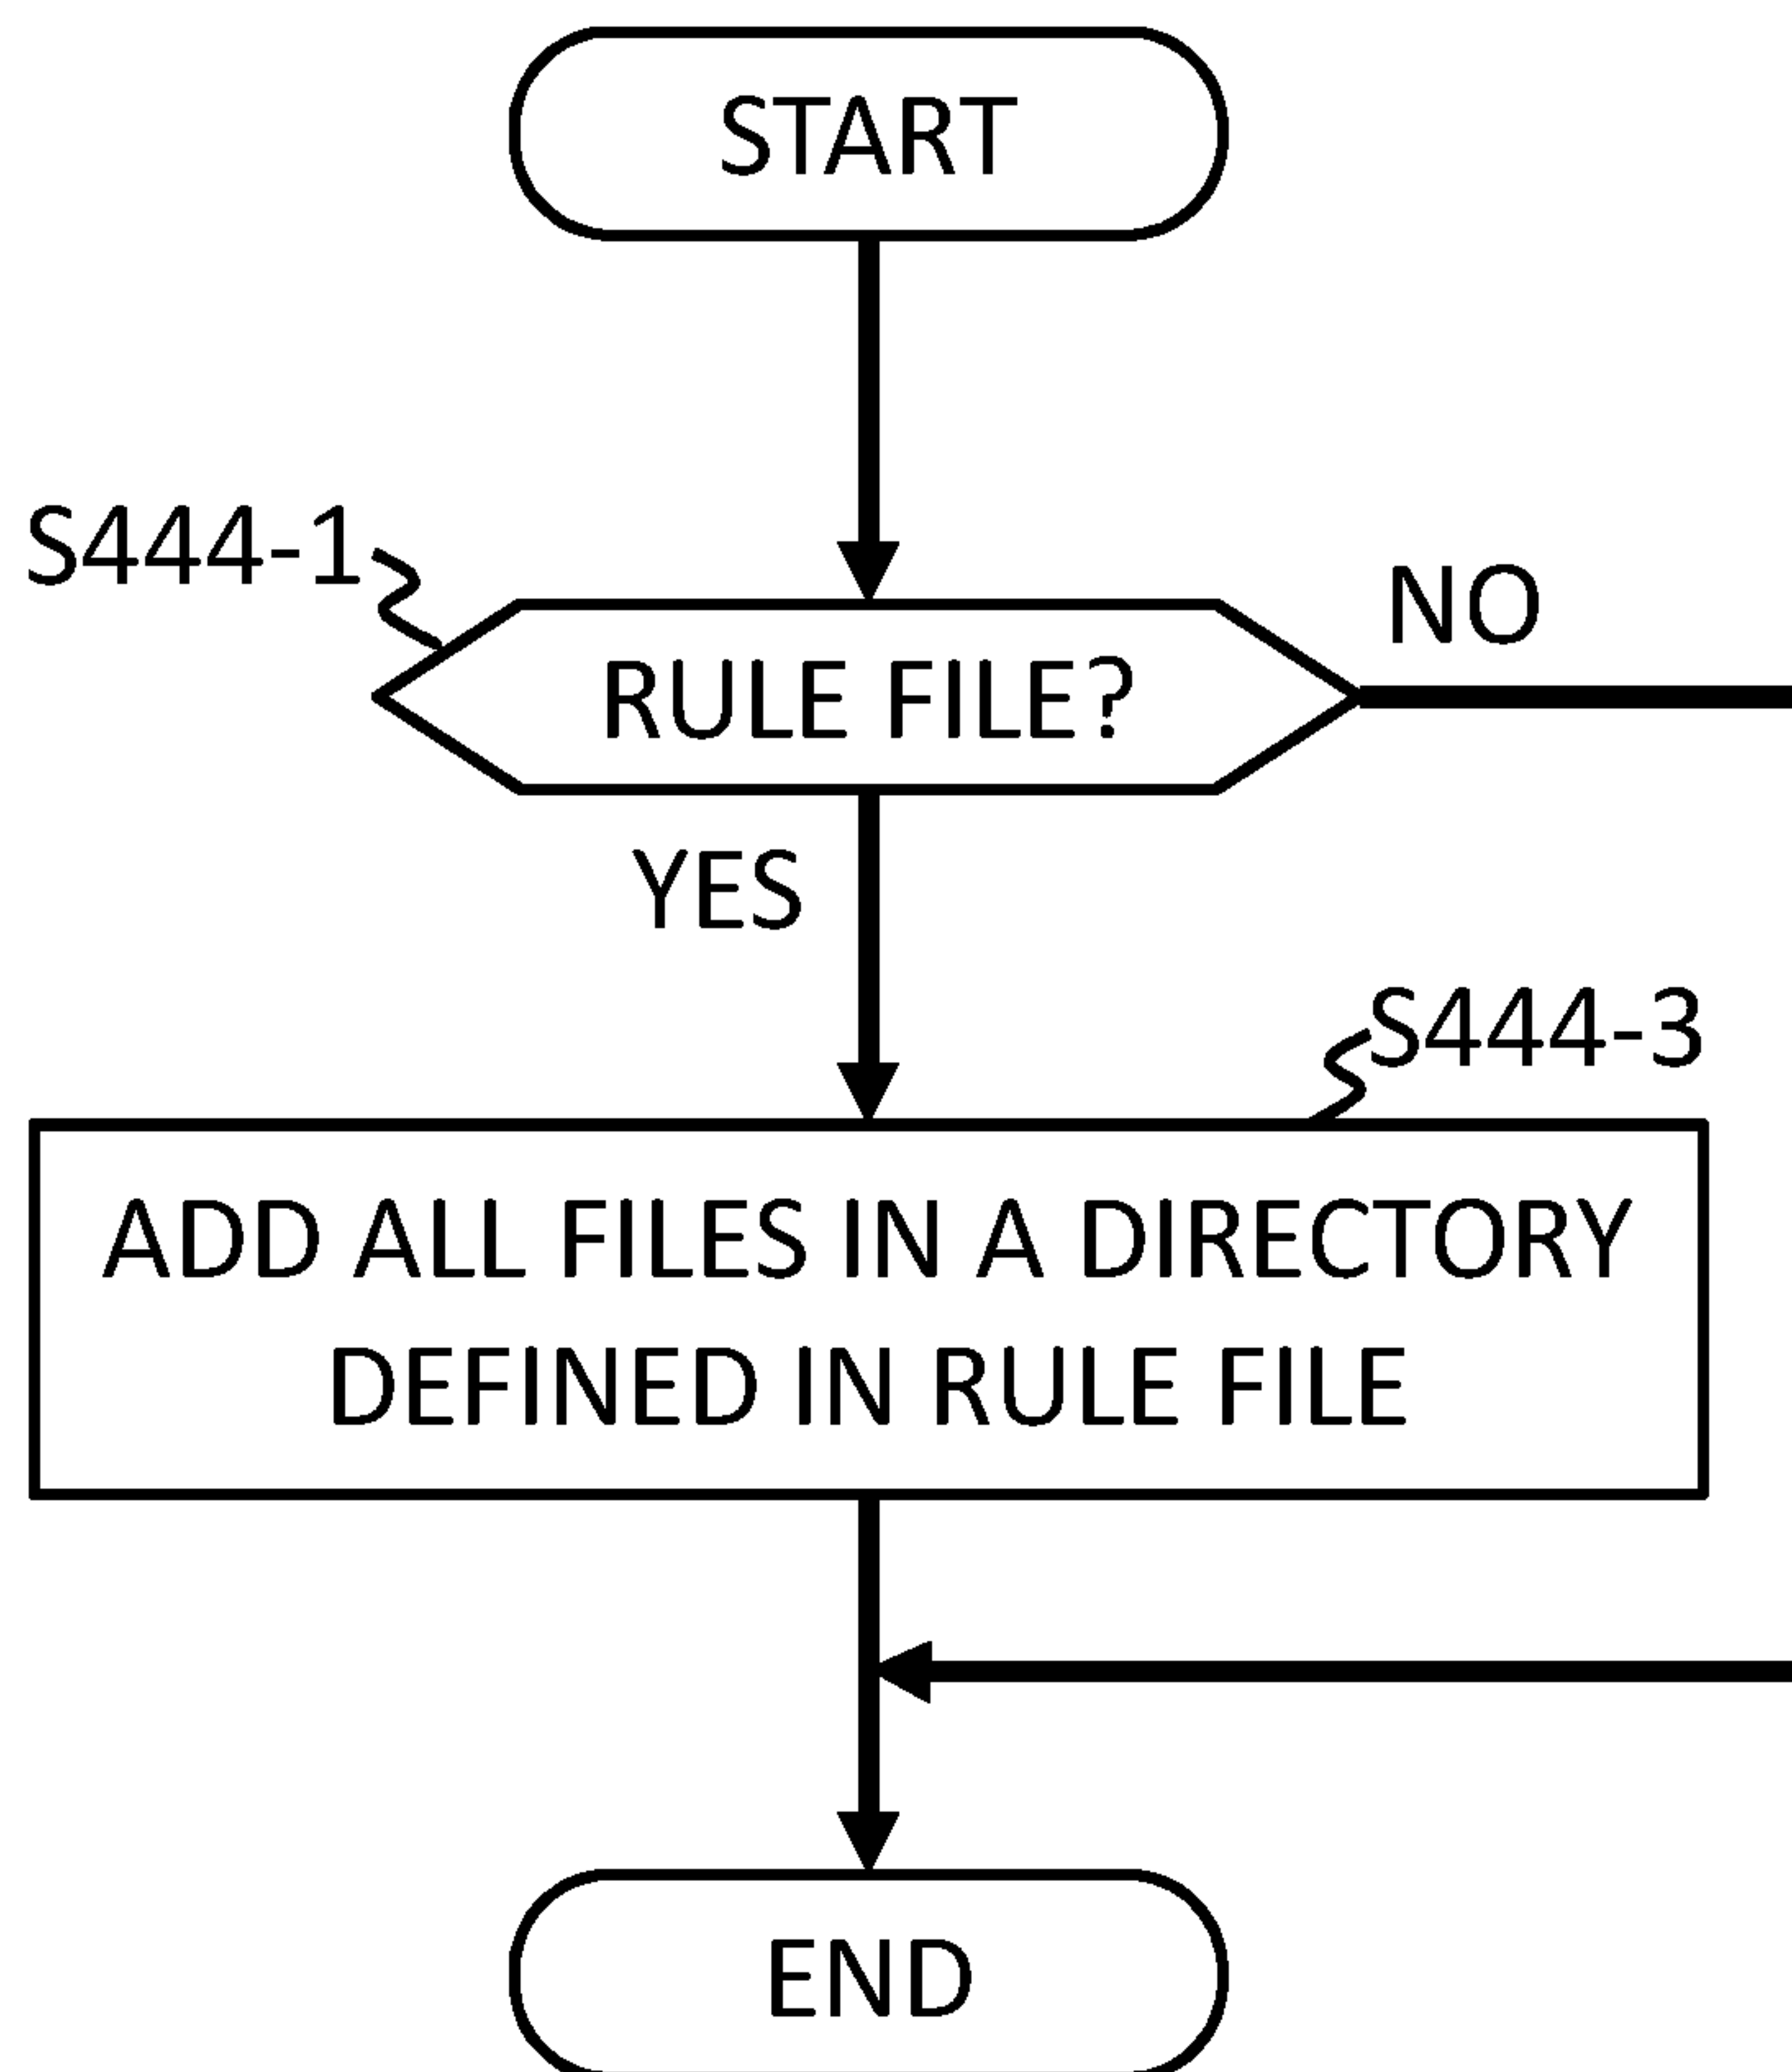 START
S444-1
NO
RULE FILE?
YES
S444-3
ADD ALL FILES IN A DIRECTORY
DEFINED IN RULE FILE
END